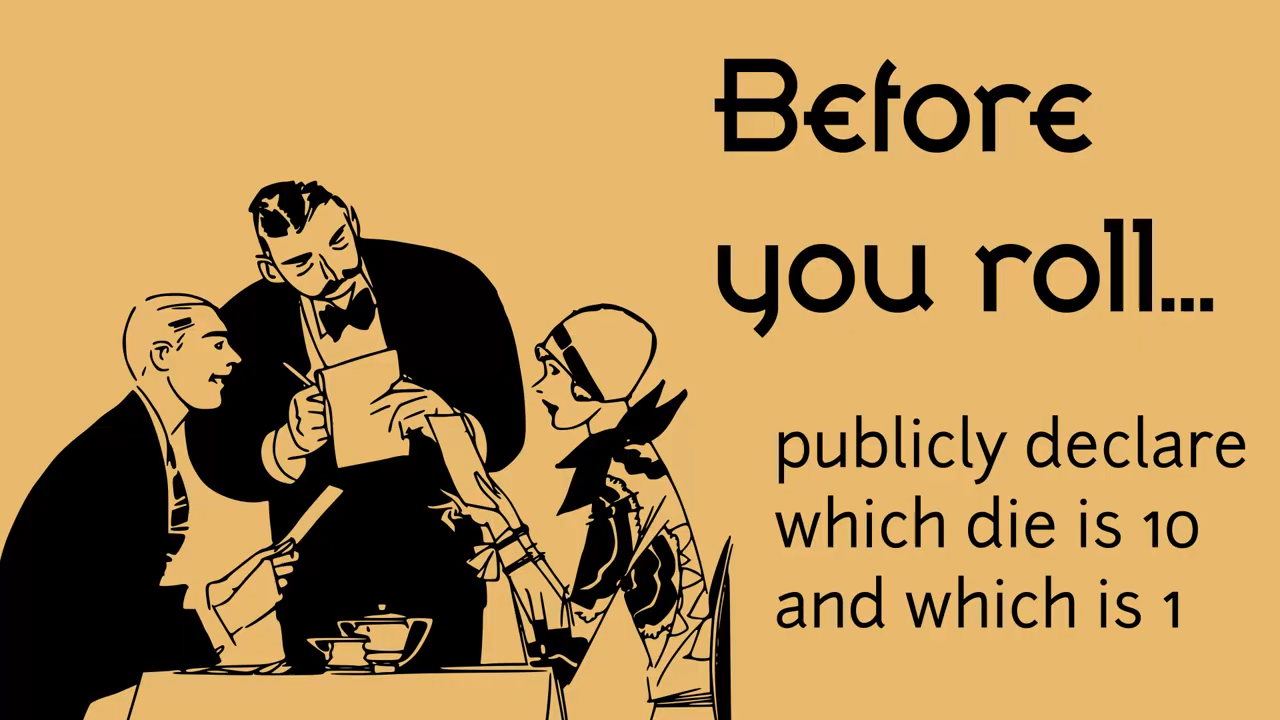 Before
you roll...
publicly declare
which die is 10
and which is 1